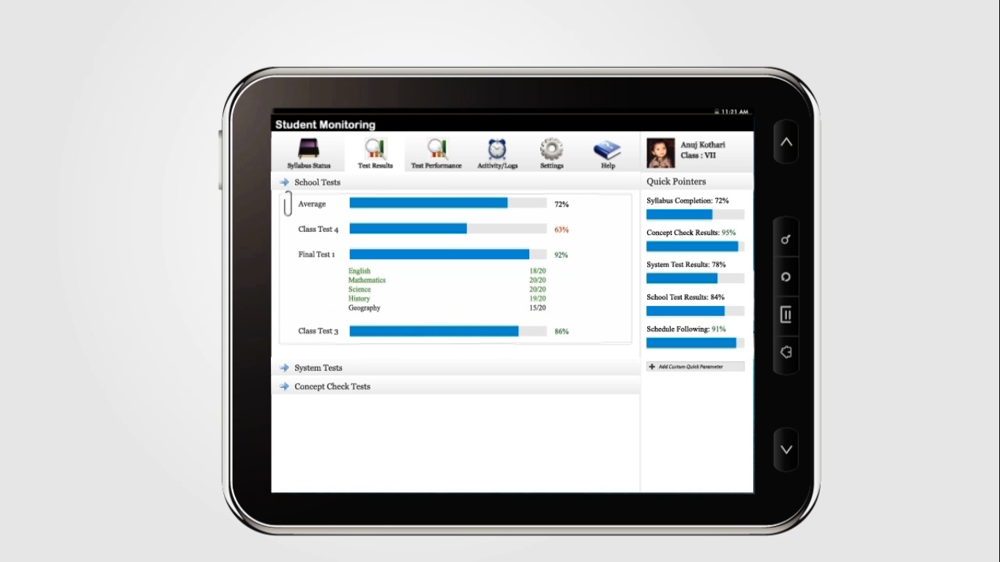 11:21 AM
Student Monitoring
Syllabus Status
Test Results
Test Performance
Acitivity/Logs
Settings
Help
Anuj Kothari
Class : VII
School Tests
Average 72%
Class Test 4 63%
Final Test 1 92%
English 18/20
Mathematics 20/20
Science 20/20
History 19/20
Geography 15/20
Class Test 3 86%
System Tests
Concept Check Tests
Quick Pointers
Syllabus Completion: 72%
Concept Check Results: 95%
System Test Results: 78%
School Test Results: 84%
Schedule Following: 91%
Add Custom Quick Parameter